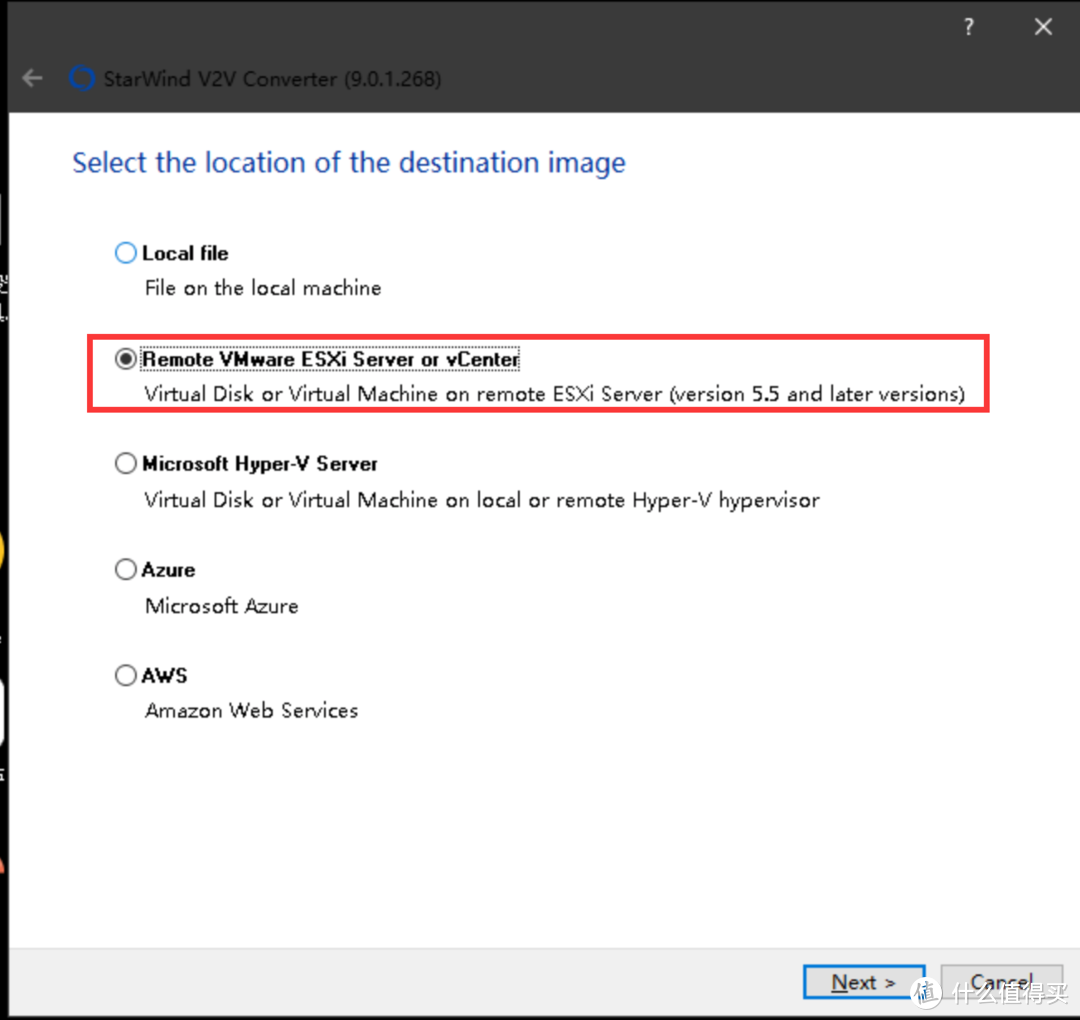 ?
StarWind V2V Converter (9.0.1.268)
Select the location of the destination image
Local file
File on the local machine
Remote VMware ESXi Server or vCenter
Virtual Disk or Virtual Machine on remote ESXi Server (version 5.5 and later versions)
Microsoft Hyper-V Server
Virtual Disk or Virtual Machine on local or remote Hyper-V hypervisor
Azure
Microsoft Azure
AWS
Amazon Web Services
Next >
Cancel
值 什么值得买